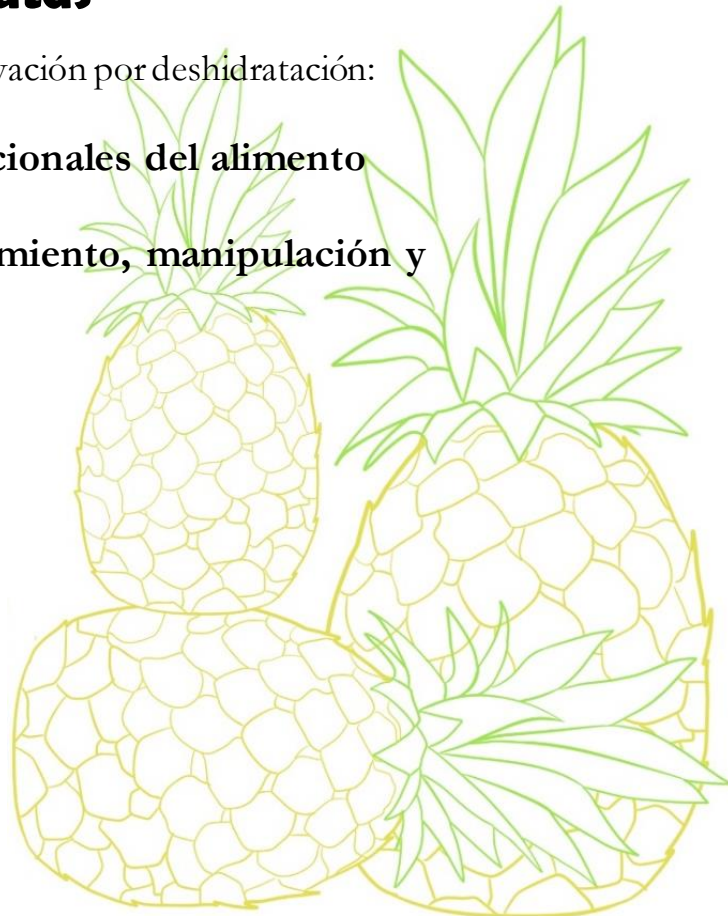 vación por deshidratación:
cionales del alimento
miento, manipulación y